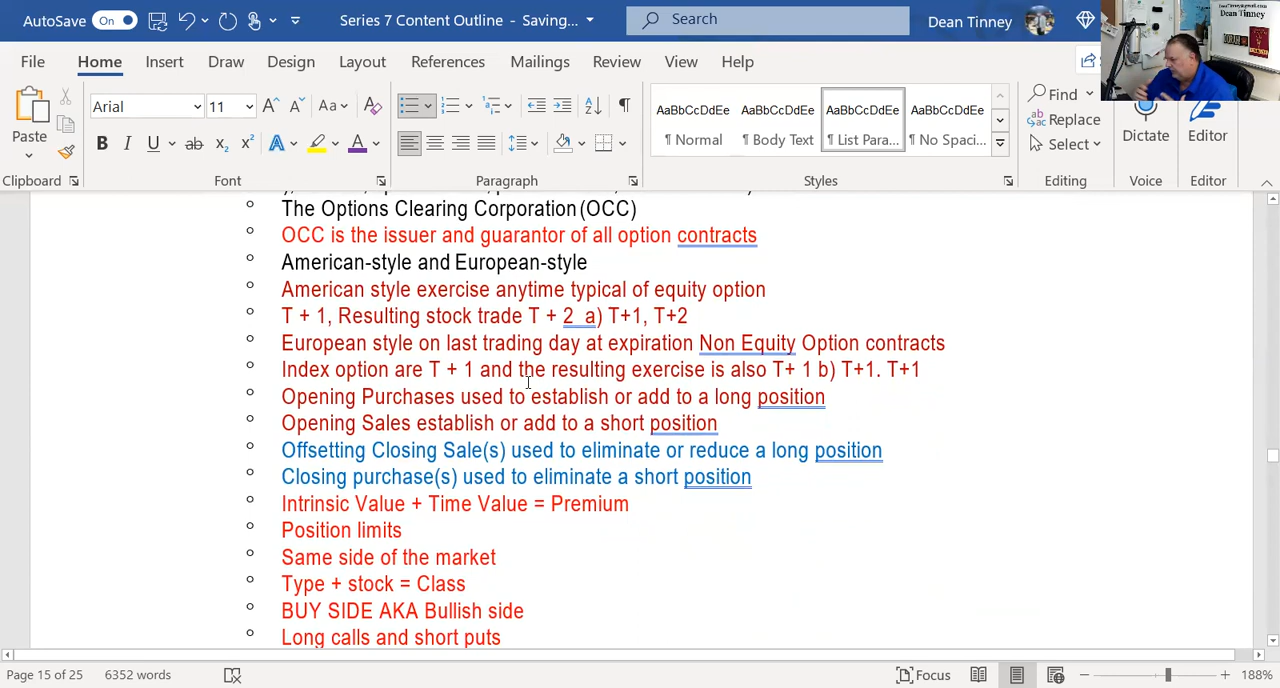 AutoSave On Series 7 Content Outline - Saving... Search Dean Tinney
File Home Insert Draw Design Layout References Mailings Review View Help
Paste
Arial 11
AaBbCcDdEe AaBbCcDdEe AaBbCcDdEe AaBbCcDdEe
¶ Normal ¶ Body Text ¶ List Para... ¶ No Spaci...
Find
Replace
Select
Dictate
Editor
Clipboard Font Paragraph Styles Editing Voice Editor
Dean Tinney
The Options Clearing Corporation (OCC)
OCC is the issuer and guarantor of all option contracts
American-style and European-style
American style exercise anytime typical of equity option
T + 1, Resulting stock trade T + 2 a) T+1, T+2
European style on last trading day at expiration Non Equity Option contracts
Index option are T + 1 and the resulting exercise is also T+ 1 b) T+1. T+1
Opening Purchases used to establish or add to a long position
Opening Sales establish or add to a short position
Offsetting Closing Sale(s) used to eliminate or reduce a long position
Closing purchase(s) used to eliminate a short position
Intrinsic Value + Time Value = Premium
Position limits
Same side of the market
Type + stock = Class
BUY SIDE AKA Bullish side
Long calls and short puts
Page 15 of 25 6352 words Focus 188%